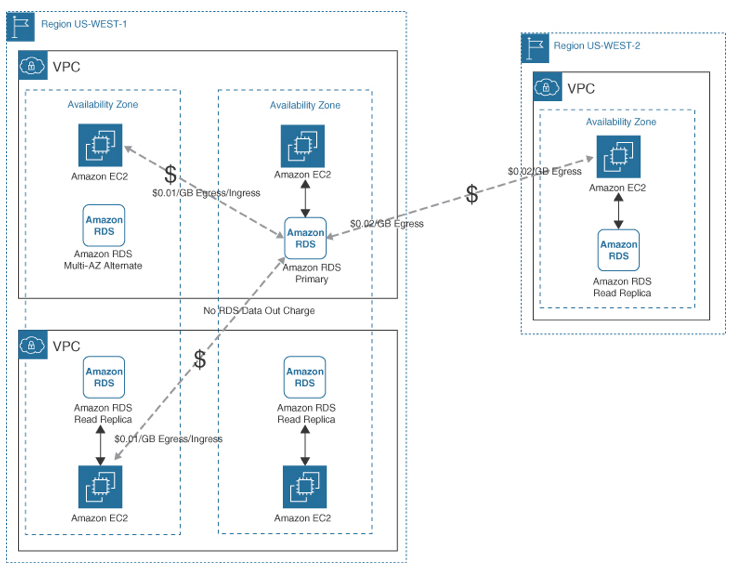 Region US-WEST-1
VPC
Availability Zone
Availability Zone
Amazon EC2
Amazon EC2
$
$0.01/GB Egress/Ingress
Amazon
RDS
Amazon RDS
Multi-AZ Alternate
Amazon
RDS
Amazon RDS
Primary
$0.02/GB Egress
$
$0.02/GB Egress
Region US-WEST-2
VPC
Availability Zone
Amazon EC2
Amazon
RDS
Amazon RDS
Read Replica
No RDS Data Out Charge
$
VPC
Amazon
RDS
Amazon RDS
Read Replica
Amazon
RDS
Amazon RDS
Read Replica
$0.01/GB Egress/Ingress
Amazon EC2
Amazon EC2